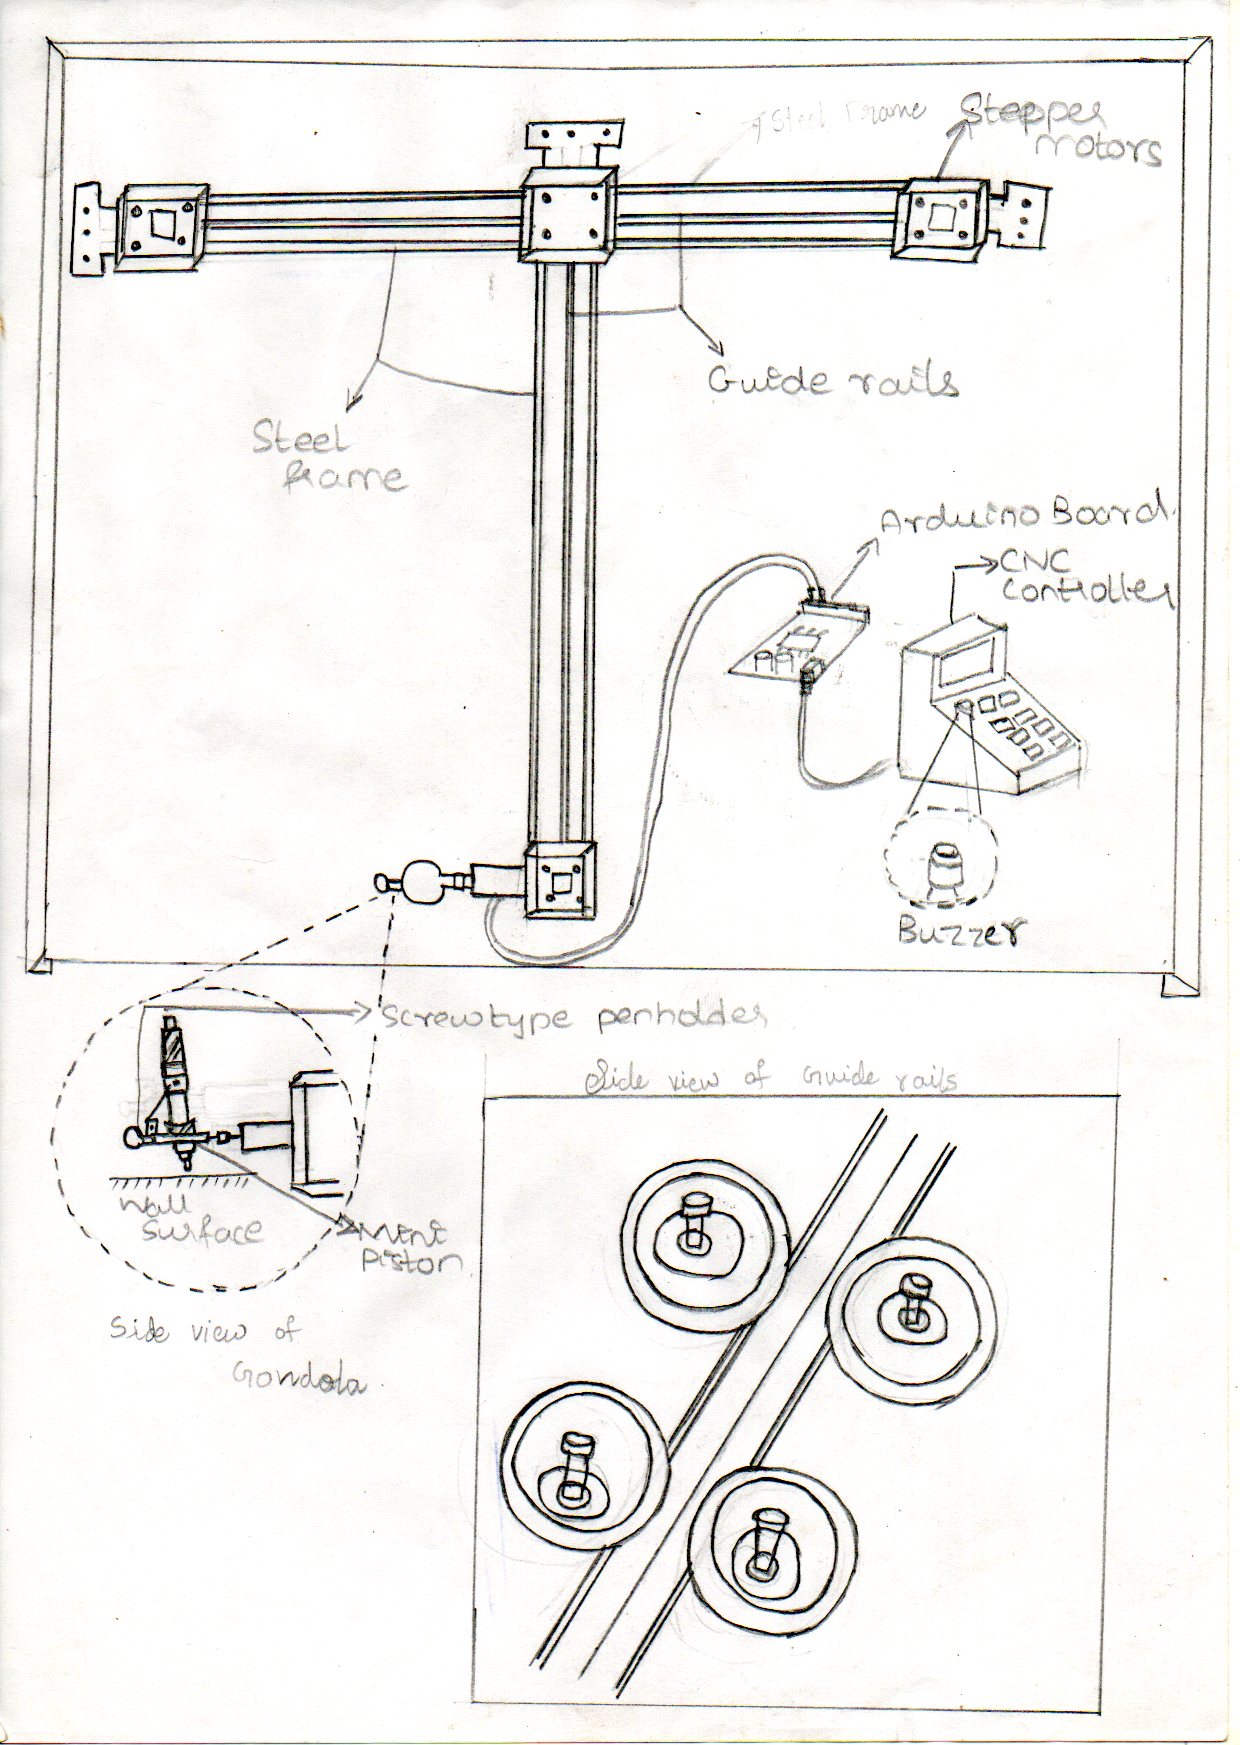 Steel Frame
Stepper
motors
Guide rails
Steel
frame
Arduino Board
CNC
Controller
Buzzer
Screwtype penholder
Side view of Guide rails
Wall
surface
Mini
Piston
Side view of
Gondola